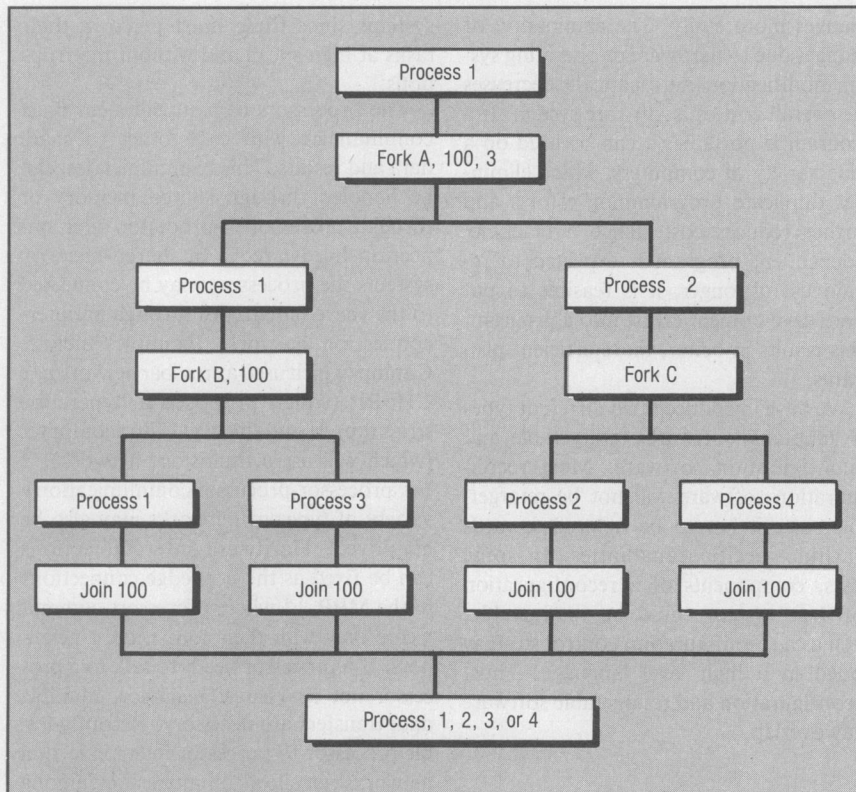 Process 1
Fork A, 100, 3
Process 1
Process 2
Fork B, 100
Fork C
Process 1
Process 3
Process 2
Process 4
Join 100
Join 100
Join 100
Join 100
Process, 1, 2, 3, or 4